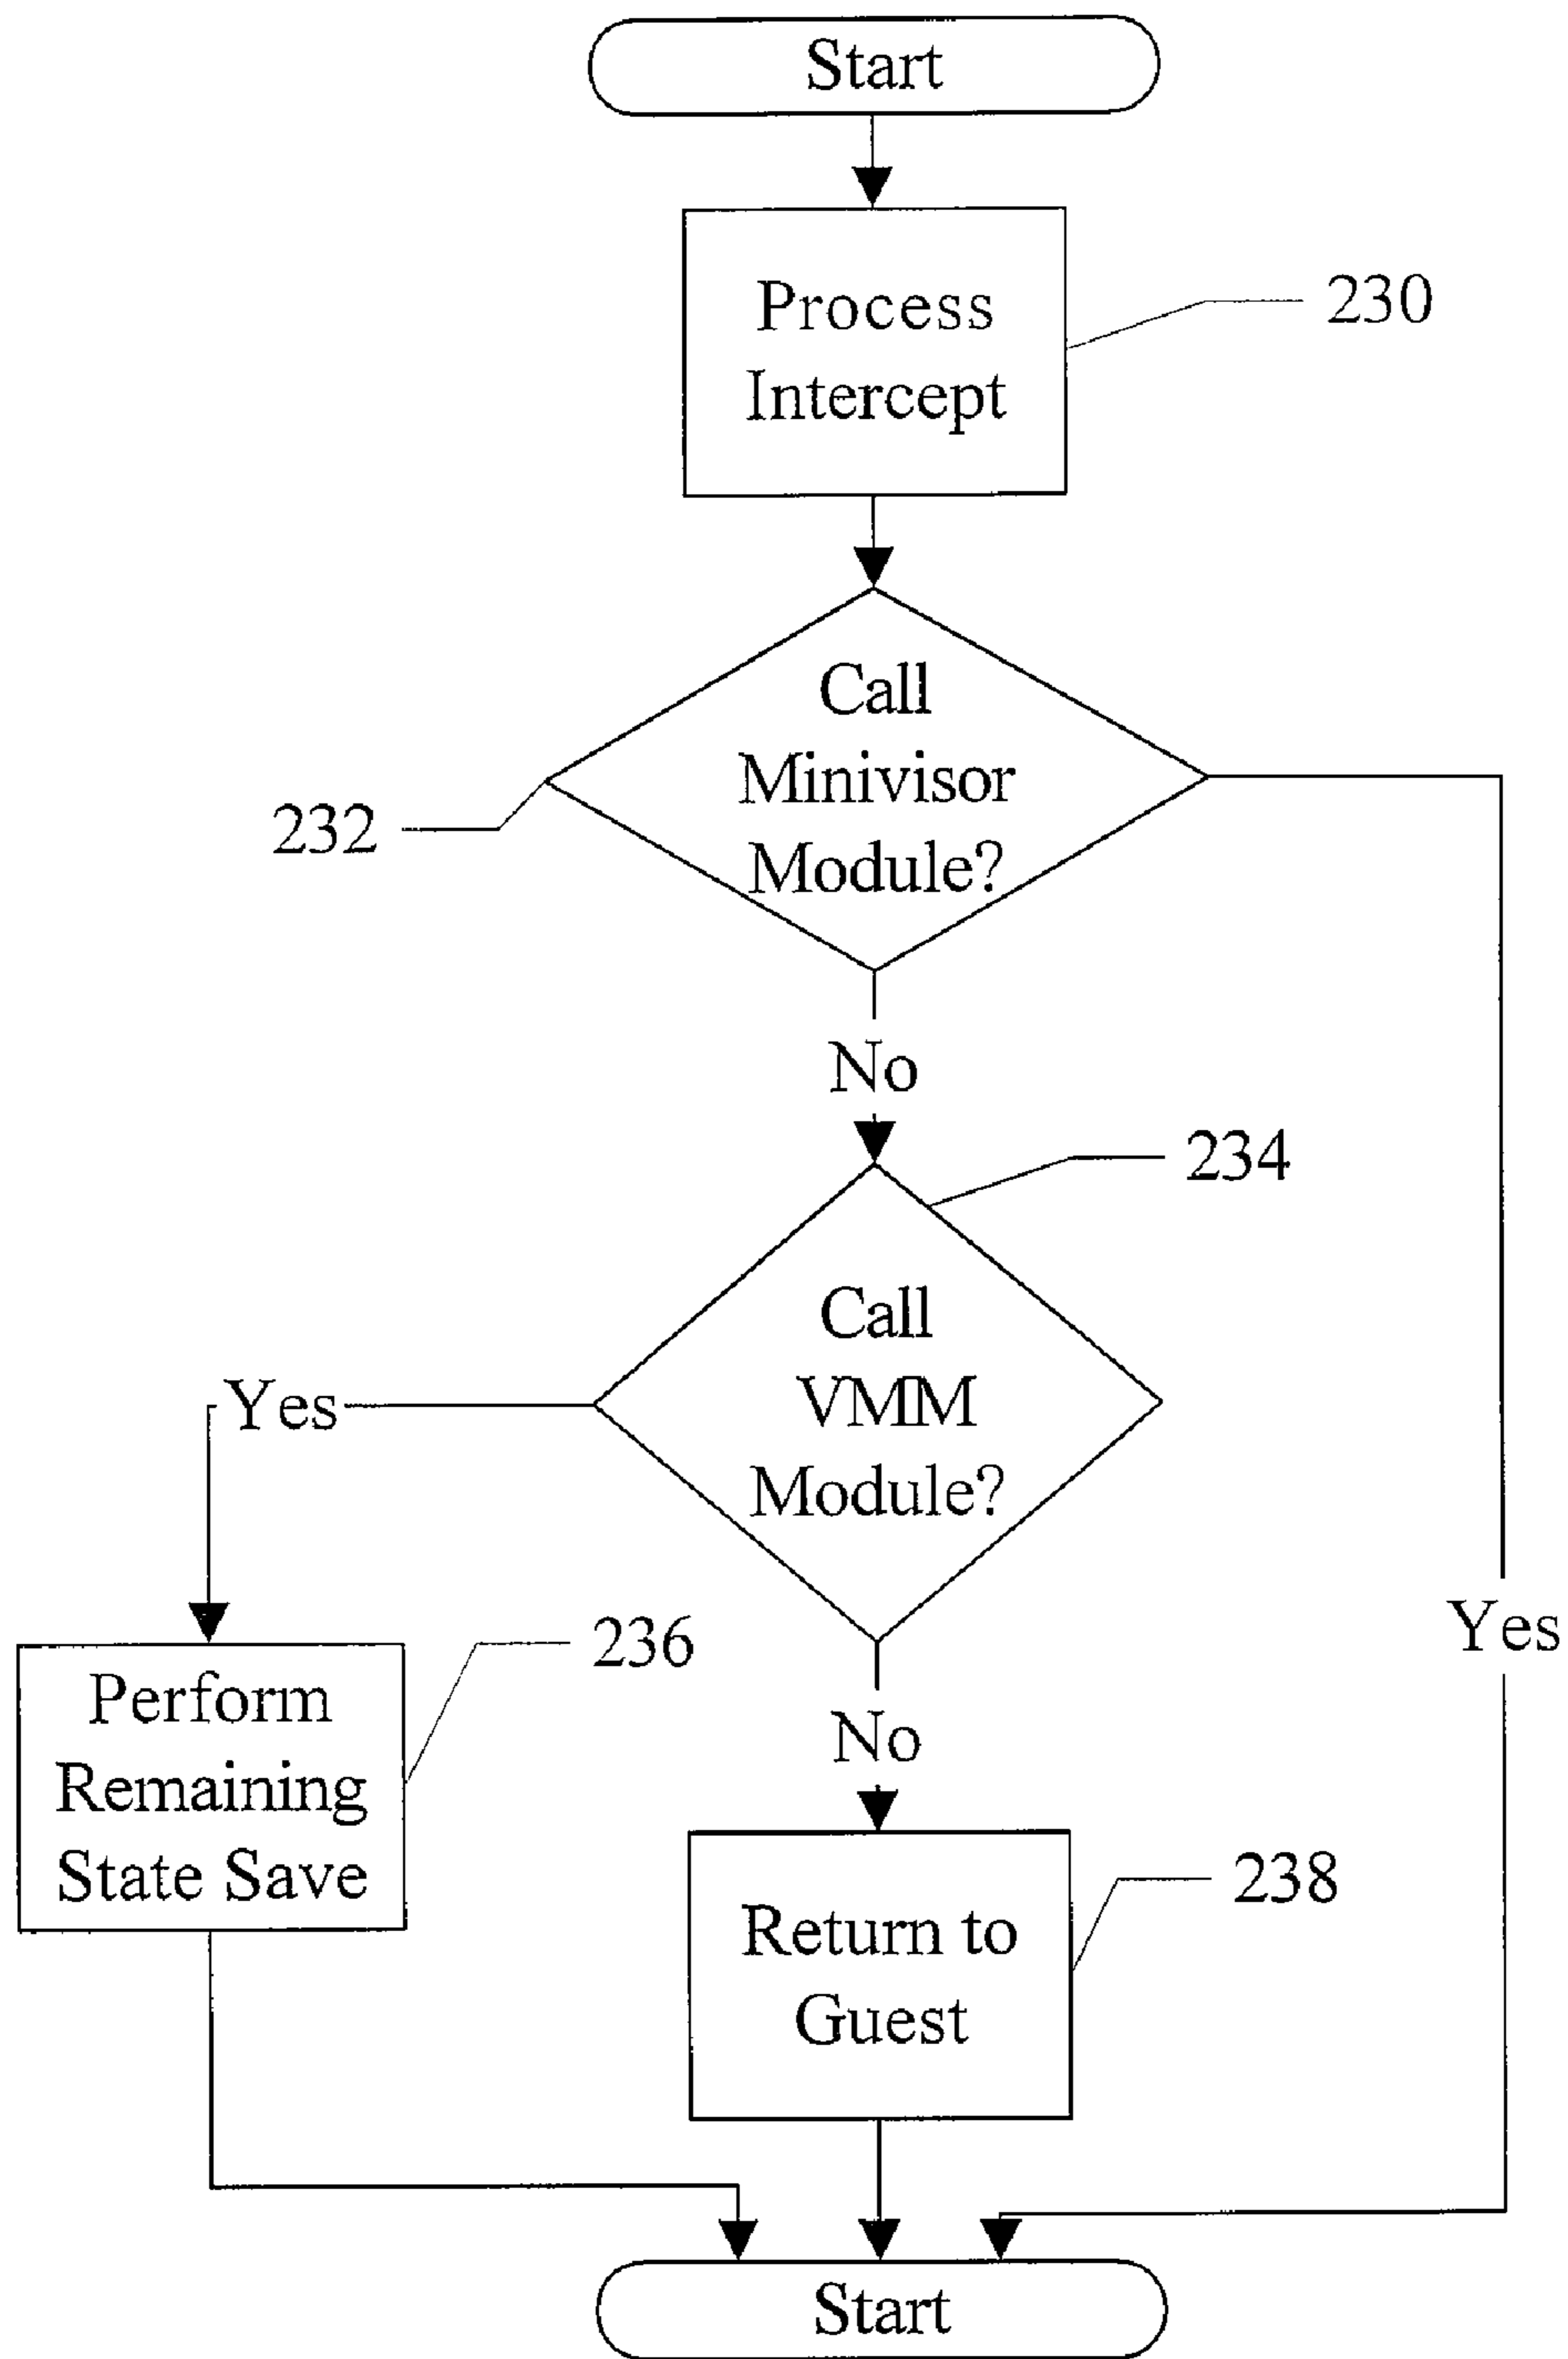 Start
Process
Intercept
230
Call
Minivisor
Module?
232
No
234
Call
VMM
Module?
Yes
Yes
236
Perform
Remaining
State Save
No
238
Return to
Guest
Start